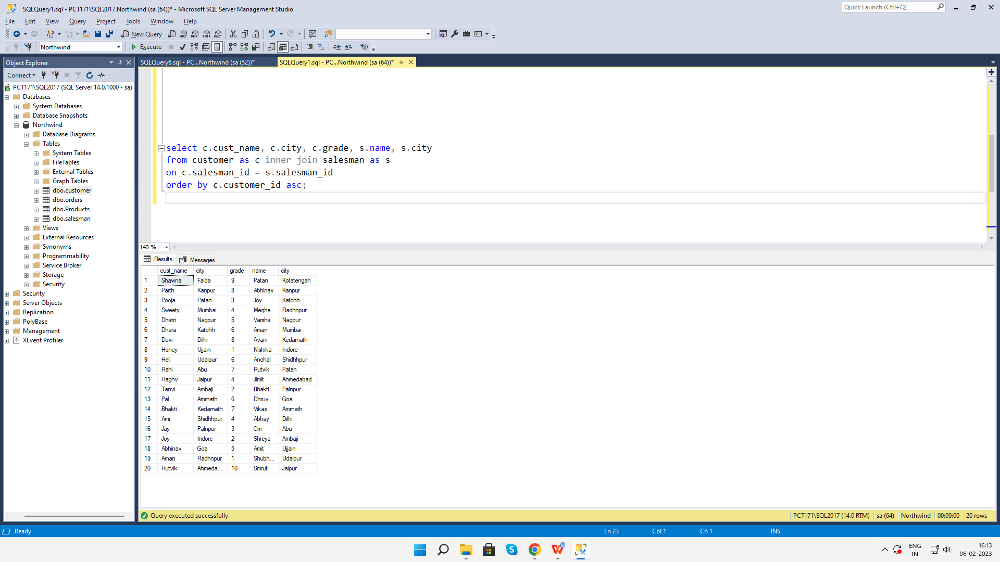 SQLQuery1.sql - PCT171\SQL2017.Northwind (sa (64))* - Microsoft SQL Server Management Studio
Quick Launch (Ctrl+Q)
File Edit View Query Project Tools Window Help
New Query
Northwind Execute
Object Explorer
SQLQuery6.sql - PC...Northwind (sa (52))*
SQLQuery1.sql - PC...Northwind (sa (64))*
Connect
PCT171\SQL2017 (SQL Server 14.0.1000 - sa)
Databases
System Databases
Database Snapshots
Northwind
Database Diagrams
Tables
System Tables
FileTables
External Tables
Graph Tables
dbo.customer
dbo.orders
dbo.Products
dbo.salesman
Views
External Resources
Synonyms
Programmability
Service Broker
Storage
Security
Security
Server Objects
Replication
PolyBase
Management
XEvent Profiler
select c.cust_name, c.city, c.grade, s.name, s.city
from customer as c inner join salesman as s
on c.salesman_id = s.salesman_id
order by c.customer_id asc;
140 %
Results Messages
cust_name city grade name city
1 Shawna Falda 9 Patan Kotatengah
2 Parth Kanpur 8 Abhinav Kanpur
3 Pooja Patan 3 Joy Katchh
4 Sweety Mumbai 4 Megha Radhnpur
5 Dhatri Nagpur 5 Varsha Nagpur
6 Dhara Katchh 6 Aman Mumbai
7 Devi Dilhi 8 Avani Kedarnath
8 Honey Ujjain 1 Nishika Indore
9 Heli Udaipur 6 Anchal Shidhhpur
10 Rahi Abu 7 Rutvik Patan
11 Raghv Jaipur 4 Jimit Ahmedabad
12 Tanvi Ambaji 2 Bhakti Palnpur
13 Pal Amrnath 6 Dhruv Goa
14 Bhakti Kedarnath 7 Vikas Amrnath
15 Ami Shidhhpur 4 Abhay Dilhi
16 Jay Palnpur 3 Om Abu
17 Joy Indore 2 Shreya Ambaji
18 Abhinav Goa 5 Amit Ujjain
19 Aman Radhnpur 1 Shubh... Udaipur
20 Rutvik Ahmeda... 10 Smruti Jaipur
Query executed successfully.
PCT171\SQL2017 (14.0 RTM) sa (64) Northwind 00:00:00 20 rows
Ready Ln 23 Col 1 Ch 1 INS
ENG
IN
16:13
06-02-2023